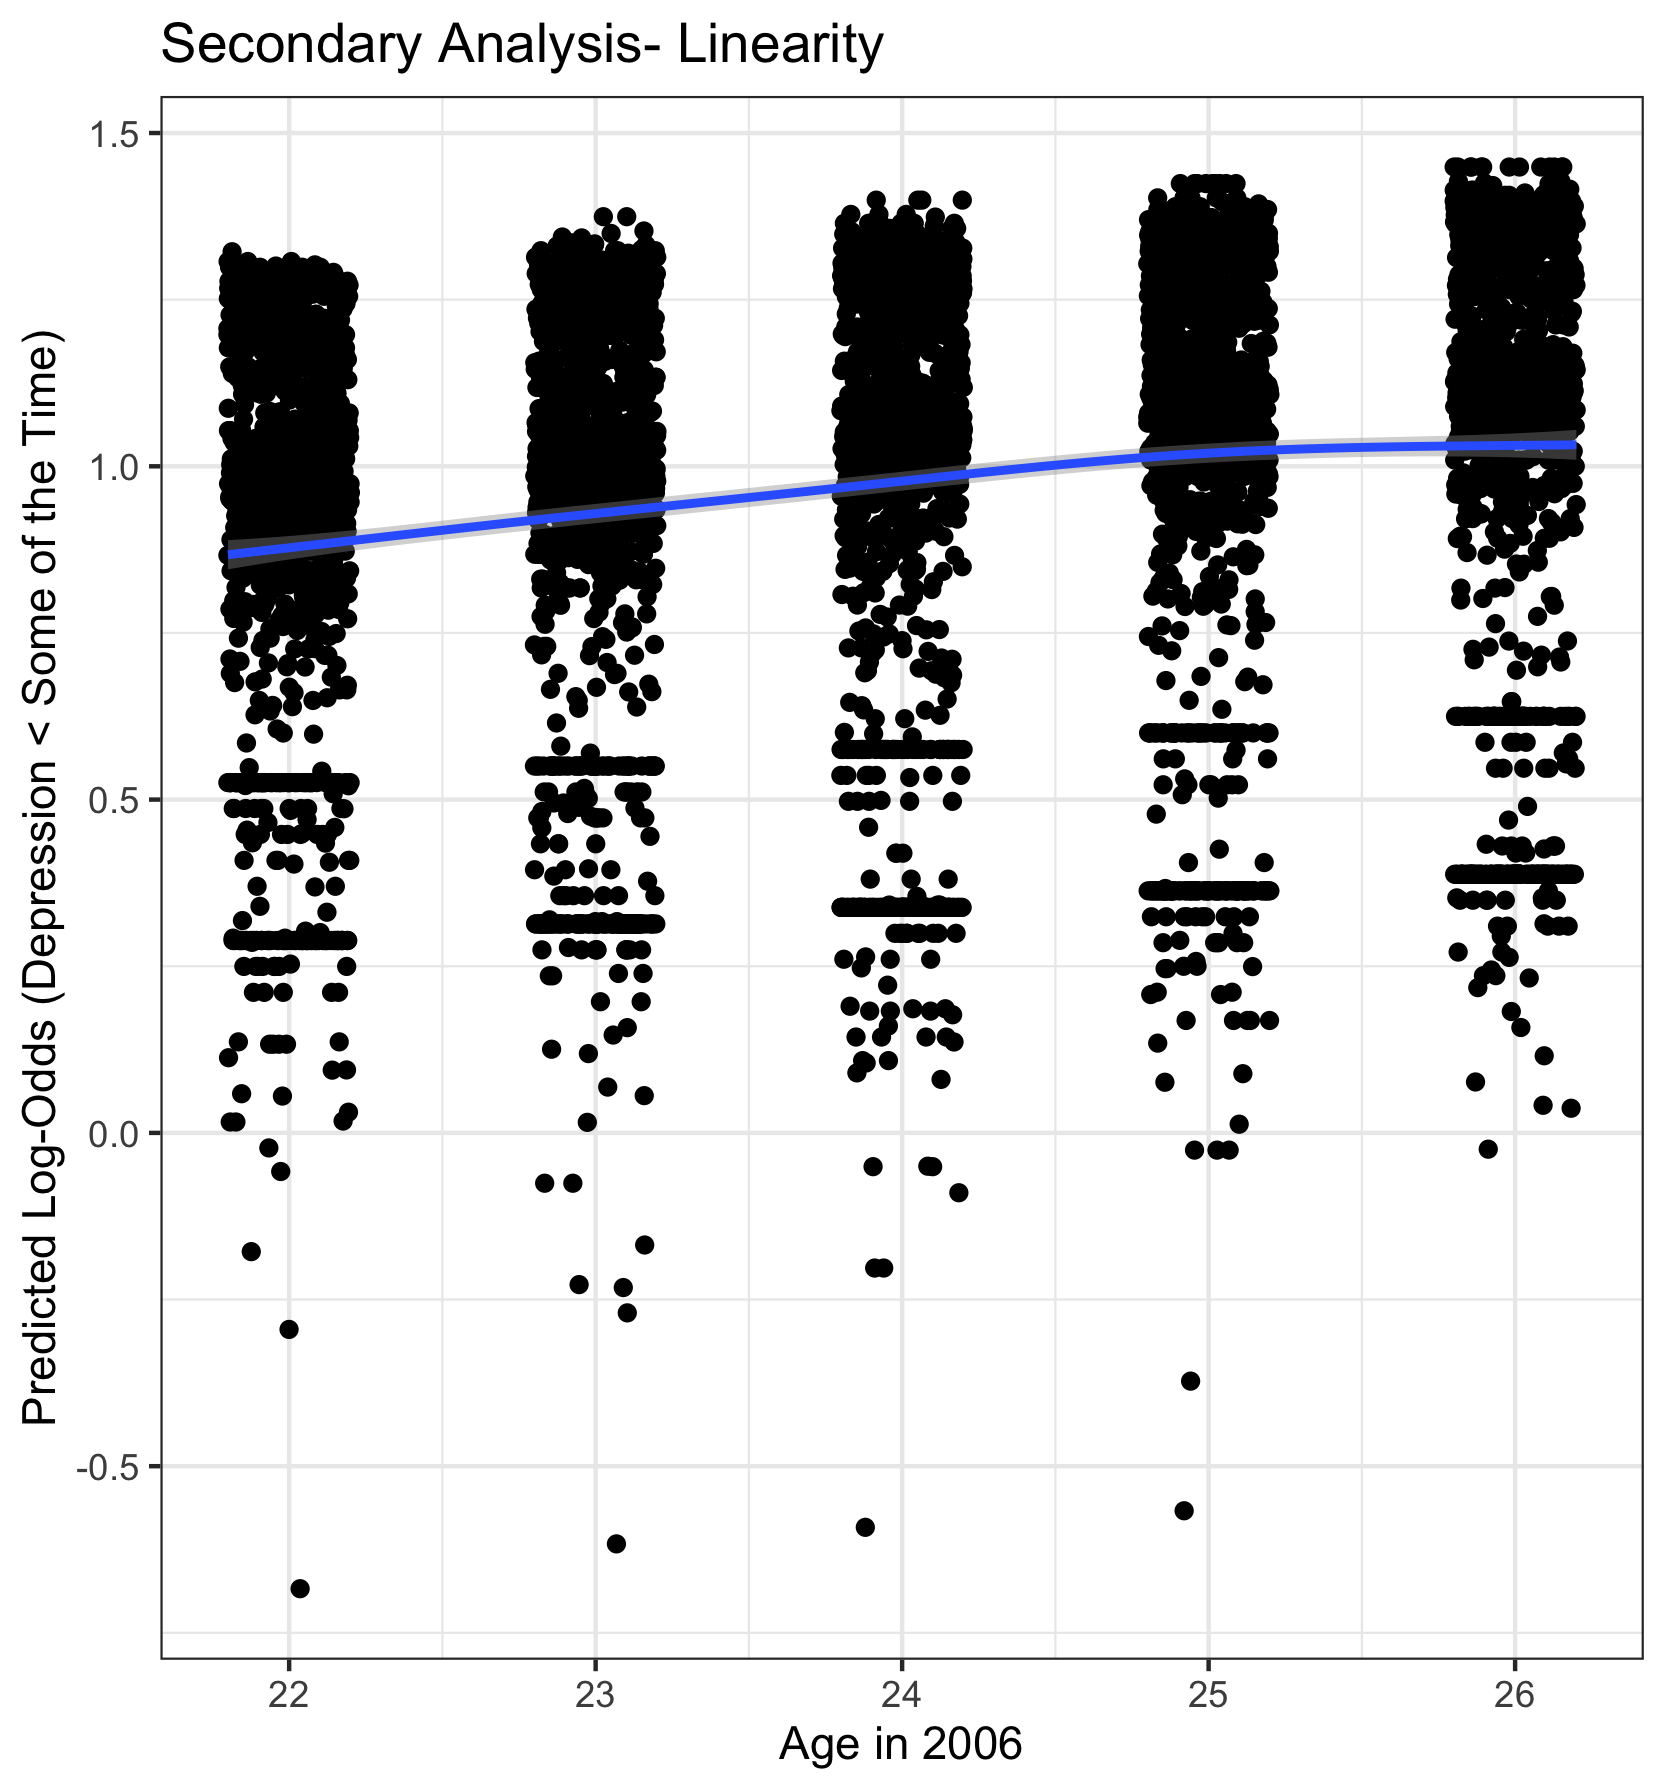 Secondary Analysis- Linearity
Predicted Log-Odds (Depression < Some of the Time)
1.5
1.0
0.5
0.0
-0.5
22 23 24 25 26
Age in 2006